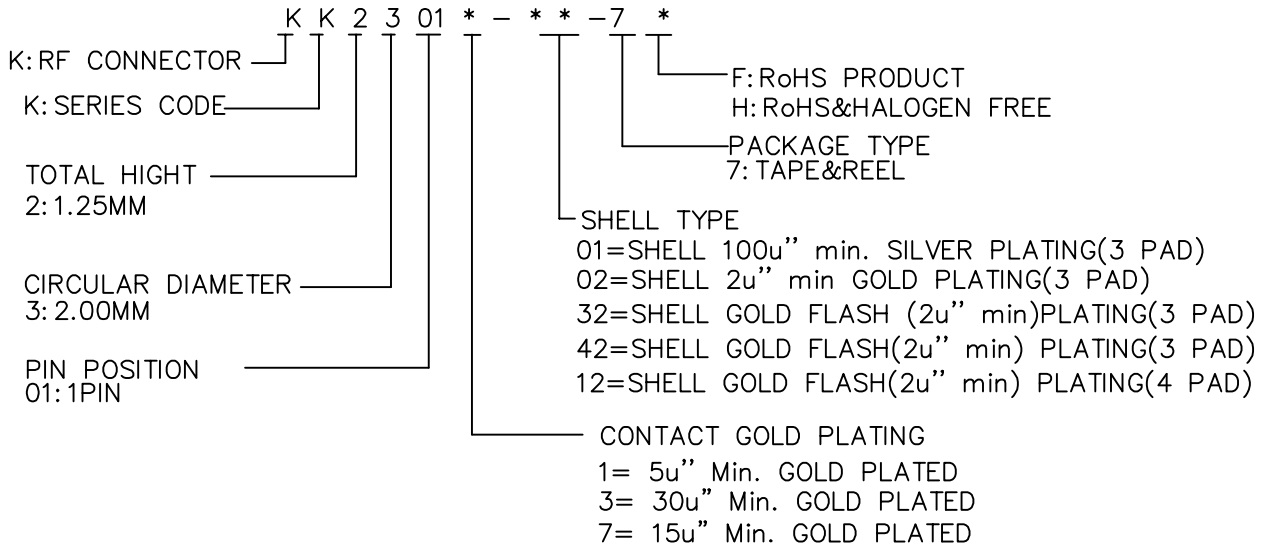 K K 2 3 01 * - * * -7 *
K:RF CONNECTOR
K:SERIES CODE
TOTAL HIGHT
2:1.25MM
CIRCULAR DIAMETER
3:2.00MM
PIN POSITION
01:1PIN
F:RoHS PRODUCT
H:RoHS&HALOGEN FREE
PACKAGE TYPE
7:TAPE&REEL
SHELL TYPE
01=SHELL 100u'' min. SILVER PLATING(3 PAD)
02=SHELL 2u'' min GOLD PLATING(3 PAD)
32=SHELL GOLD FLASH (2u'' min)PLATING(3 PAD)
42=SHELL GOLD FLASH(2u'' min) PLATING(3 PAD)
12=SHELL GOLD FLASH(2u'' min) PLATING(4 PAD)
CONTACT GOLD PLATING
1= 5u'' Min. GOLD PLATED
3= 30u" Min. GOLD PLATED
7= 15u" Min. GOLD PLATED